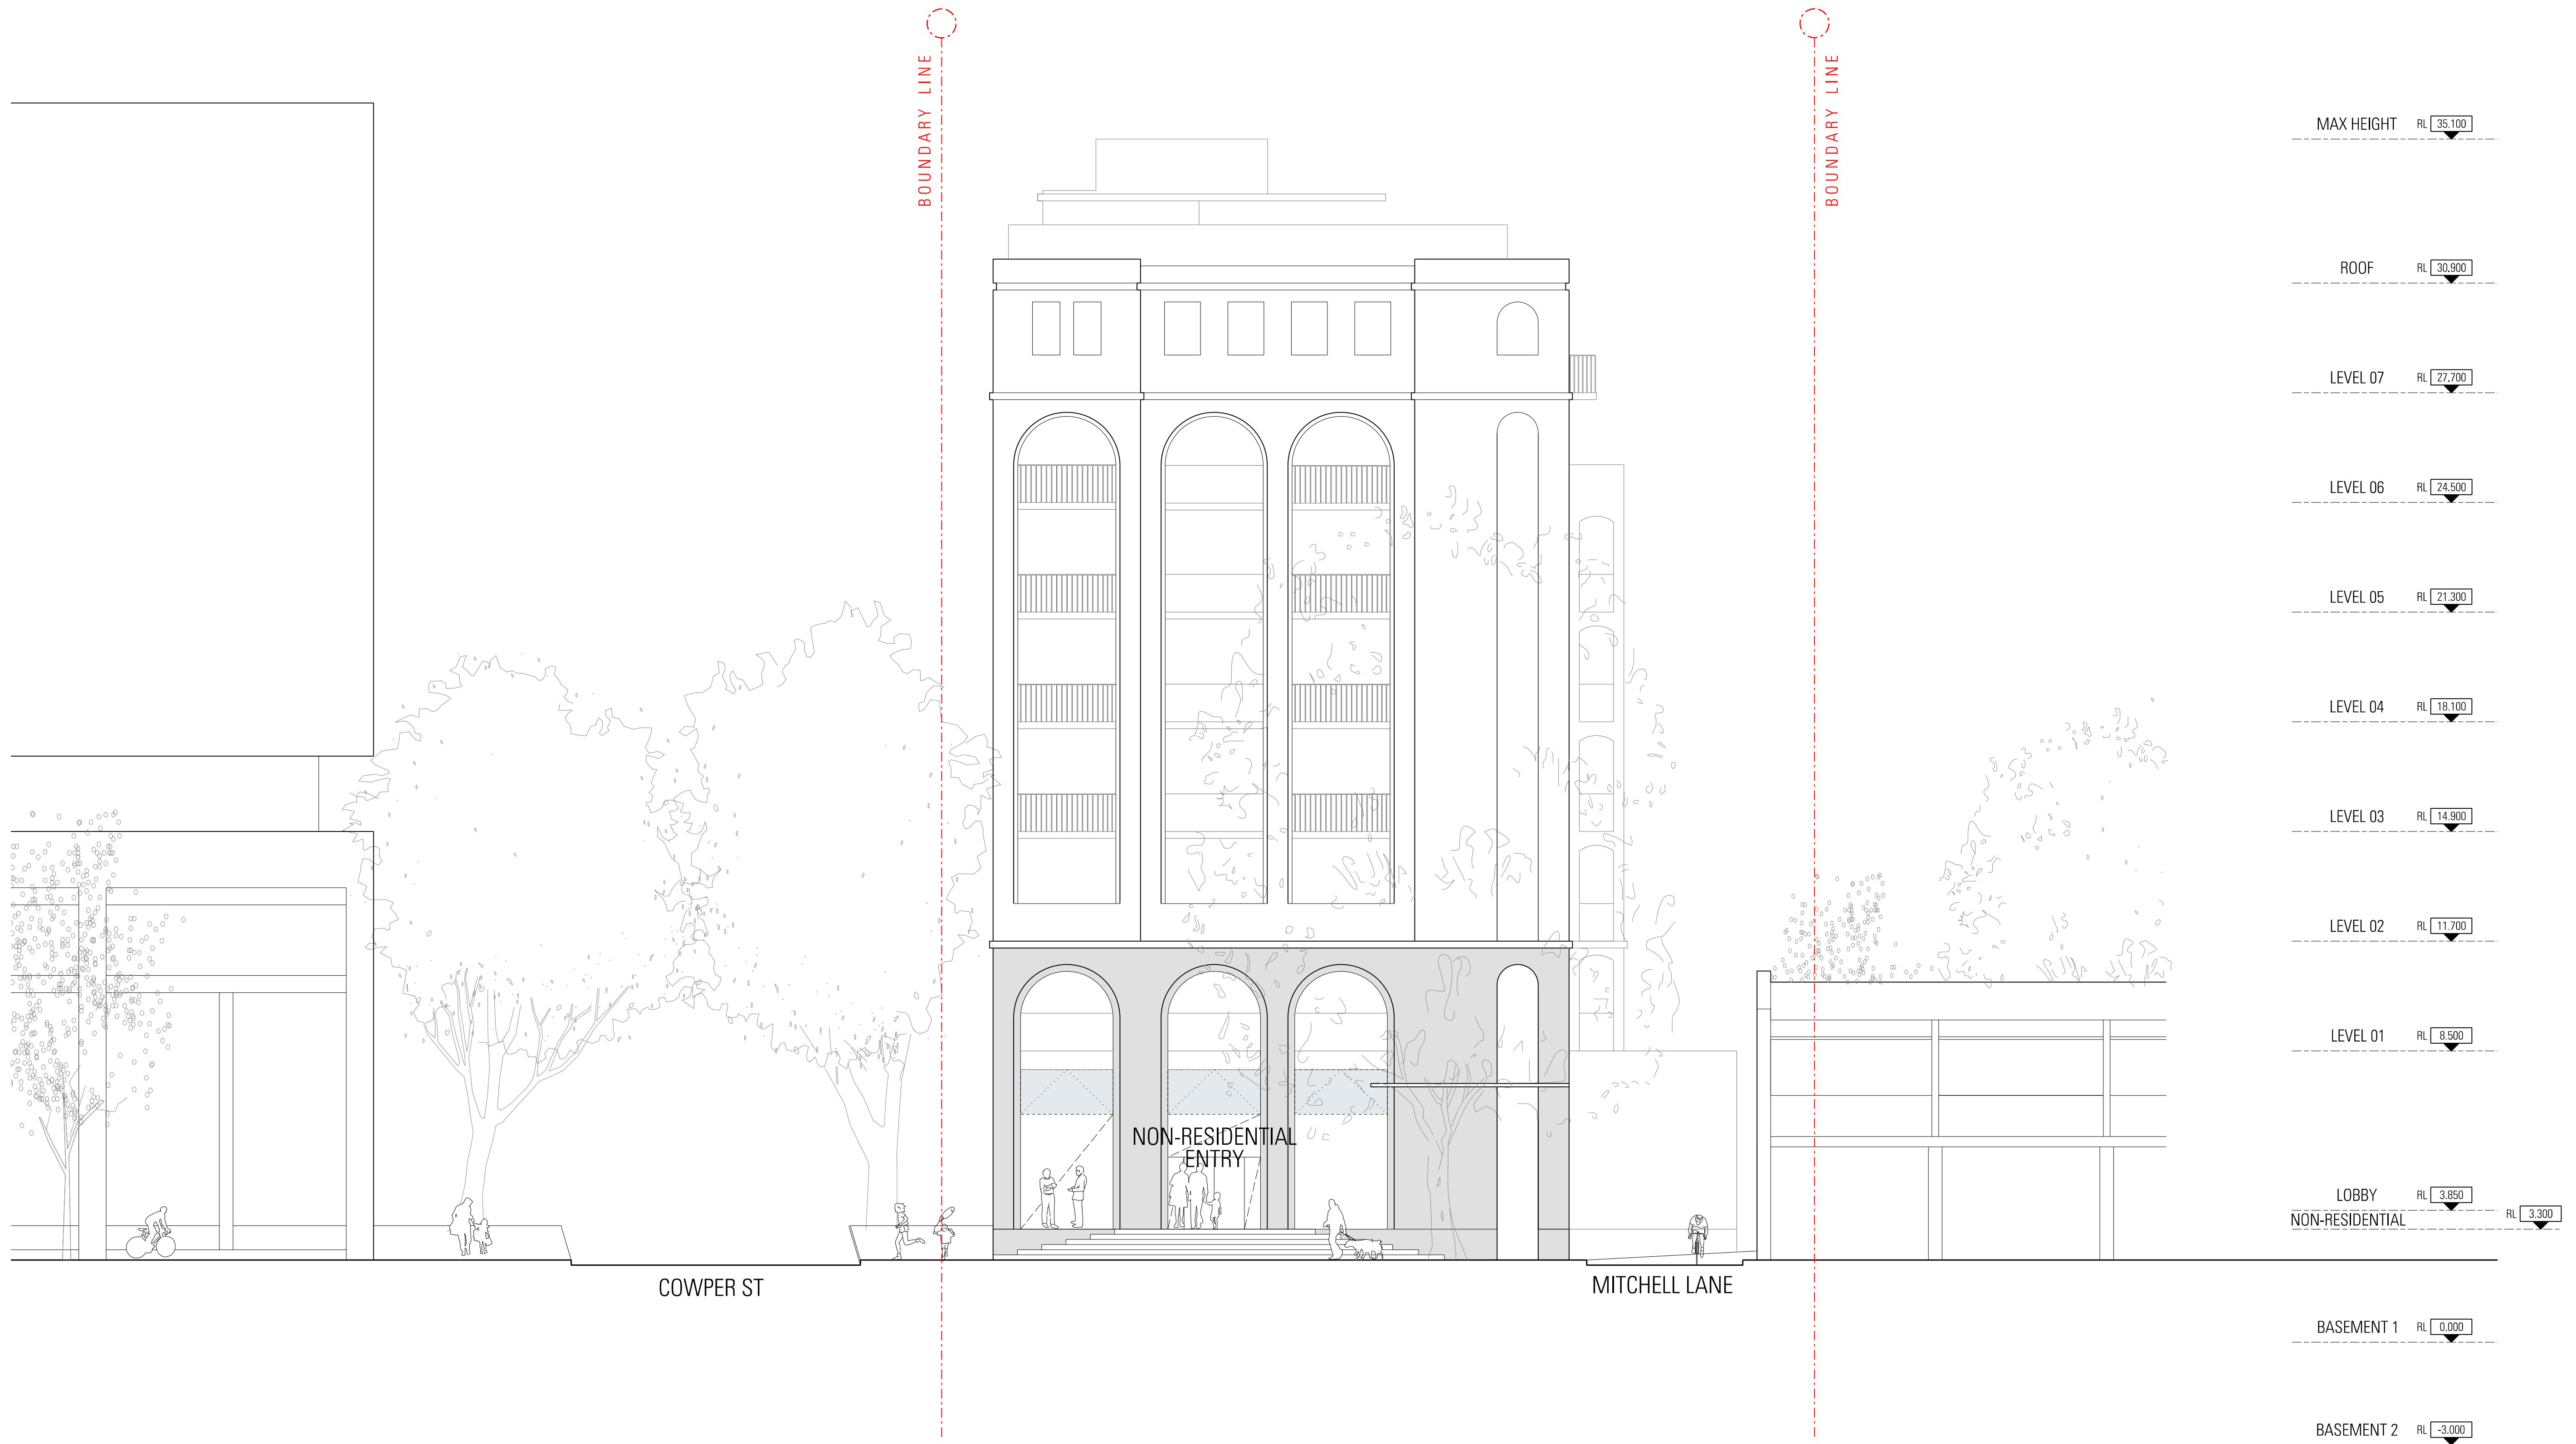 BOUNDARY LINE
BOUNDARY LINE
MAX HEIGHT RL 35.100
ROOF RL 30.900
LEVEL 07 RL 27.700
LEVEL 06 RL 24.500
LEVEL 05 RL 21.300
LEVEL 04 RL 18.100
LEVEL 03 RL 14.900
LEVEL 02 RL 11.700
LEVEL 01 RL 8.500
NON-RESIDENTIAL
ENTRY
LOBBY RL 3.850
NON-RESIDENTIAL RL 3.300
COWPER ST
MITCHELL LANE
BASEMENT 1 RL 0.000
BASEMENT 2 RL -3.000